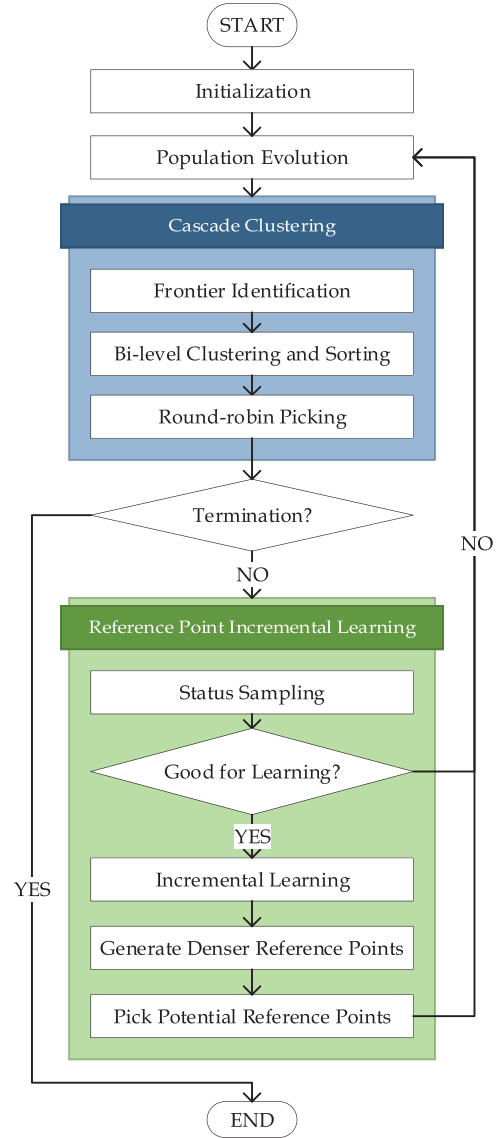 START
Initialization
Population Evolution
Cascade Clustering
Frontier Identification
Bi-level Clustering and Sorting
Round-robin Picking
Termination?
NO
NO
Reference Point Incremental Learning
Status Sampling
Good for Learning?
YES
Incremental Learning
YES
Generate Denser Reference Points
Pick Potential Reference Points
END